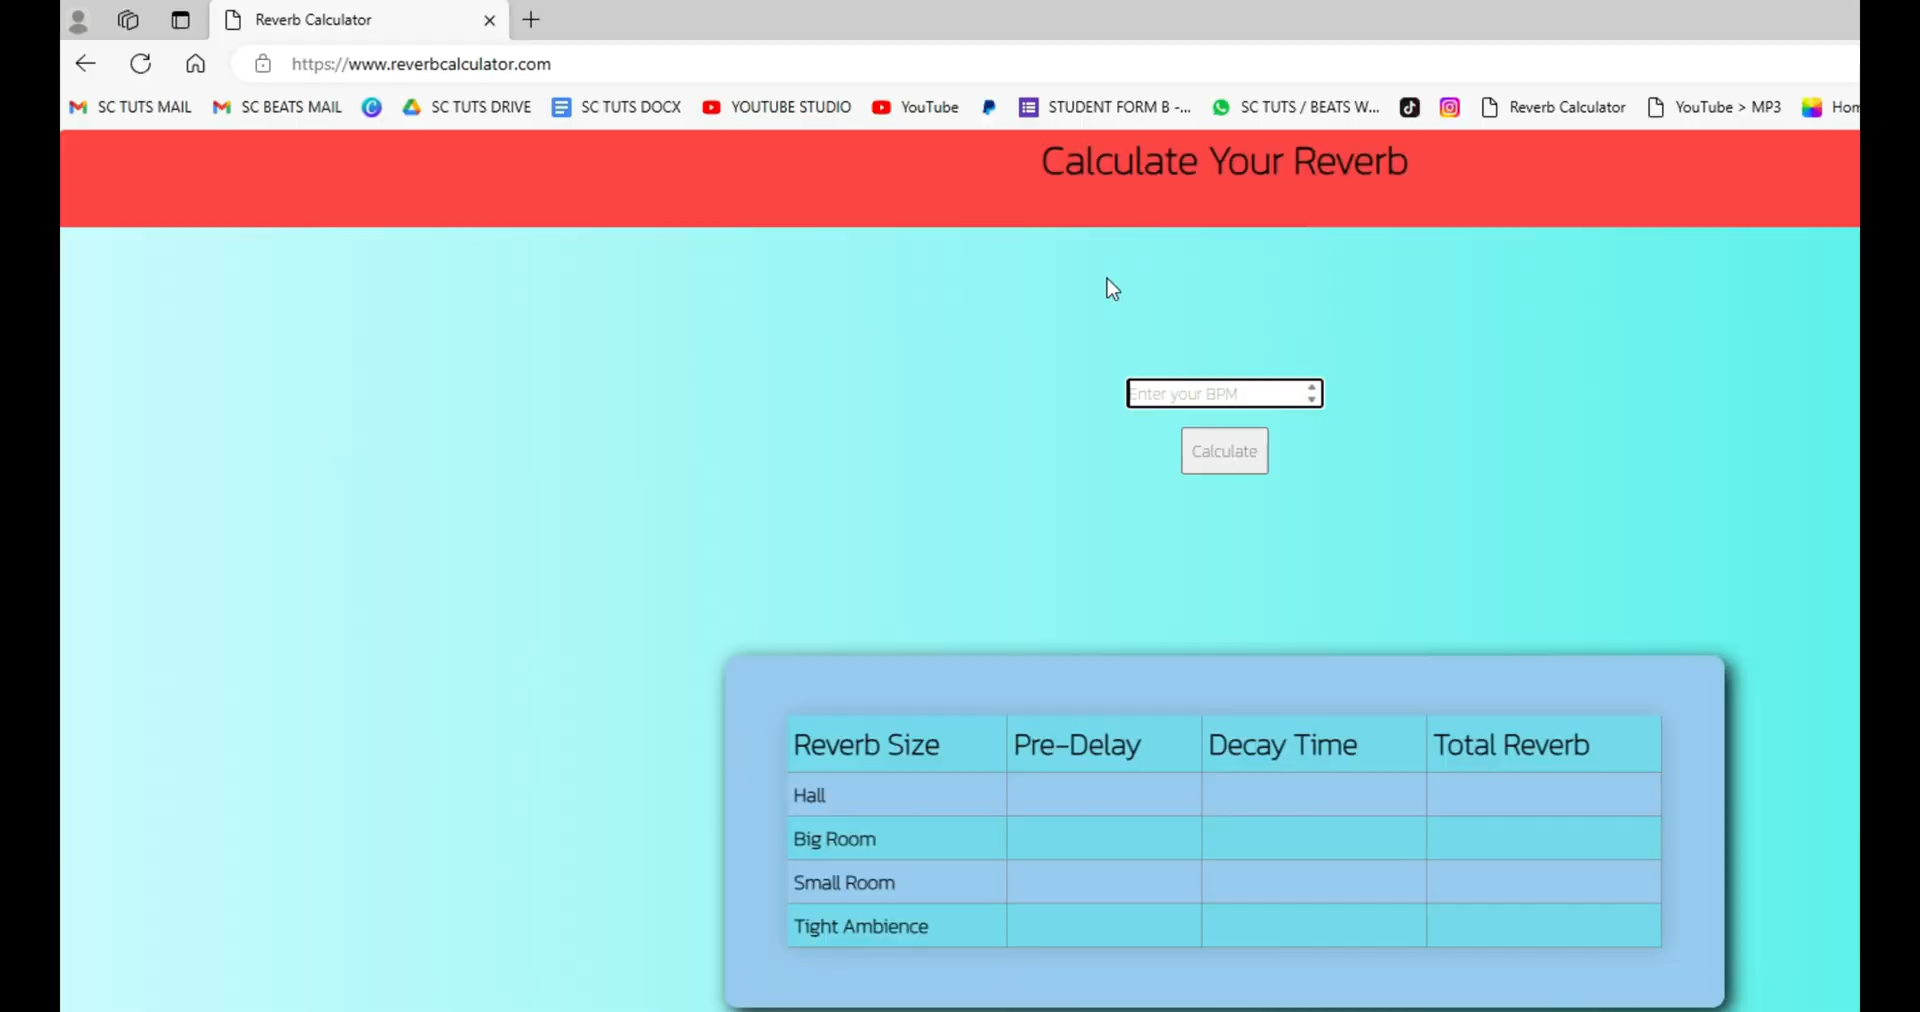 Reverb Calculator
https://www.reverbcalculator.com
SC TUTS MAIL SC BEATS MAIL SC TUTS DRIVE SC TUTS DOCX YOUTUBE STUDIO YouTube STUDENT FORM B -... SC TUTS / BEATS W... Reverb Calculator YouTube > MP3 Hom
Calculate Your Reverb
Enter your BPM
Calculate
Reverb Size Pre-Delay Decay Time Total Reverb
Hall
Big Room
Small Room
Tight Ambience